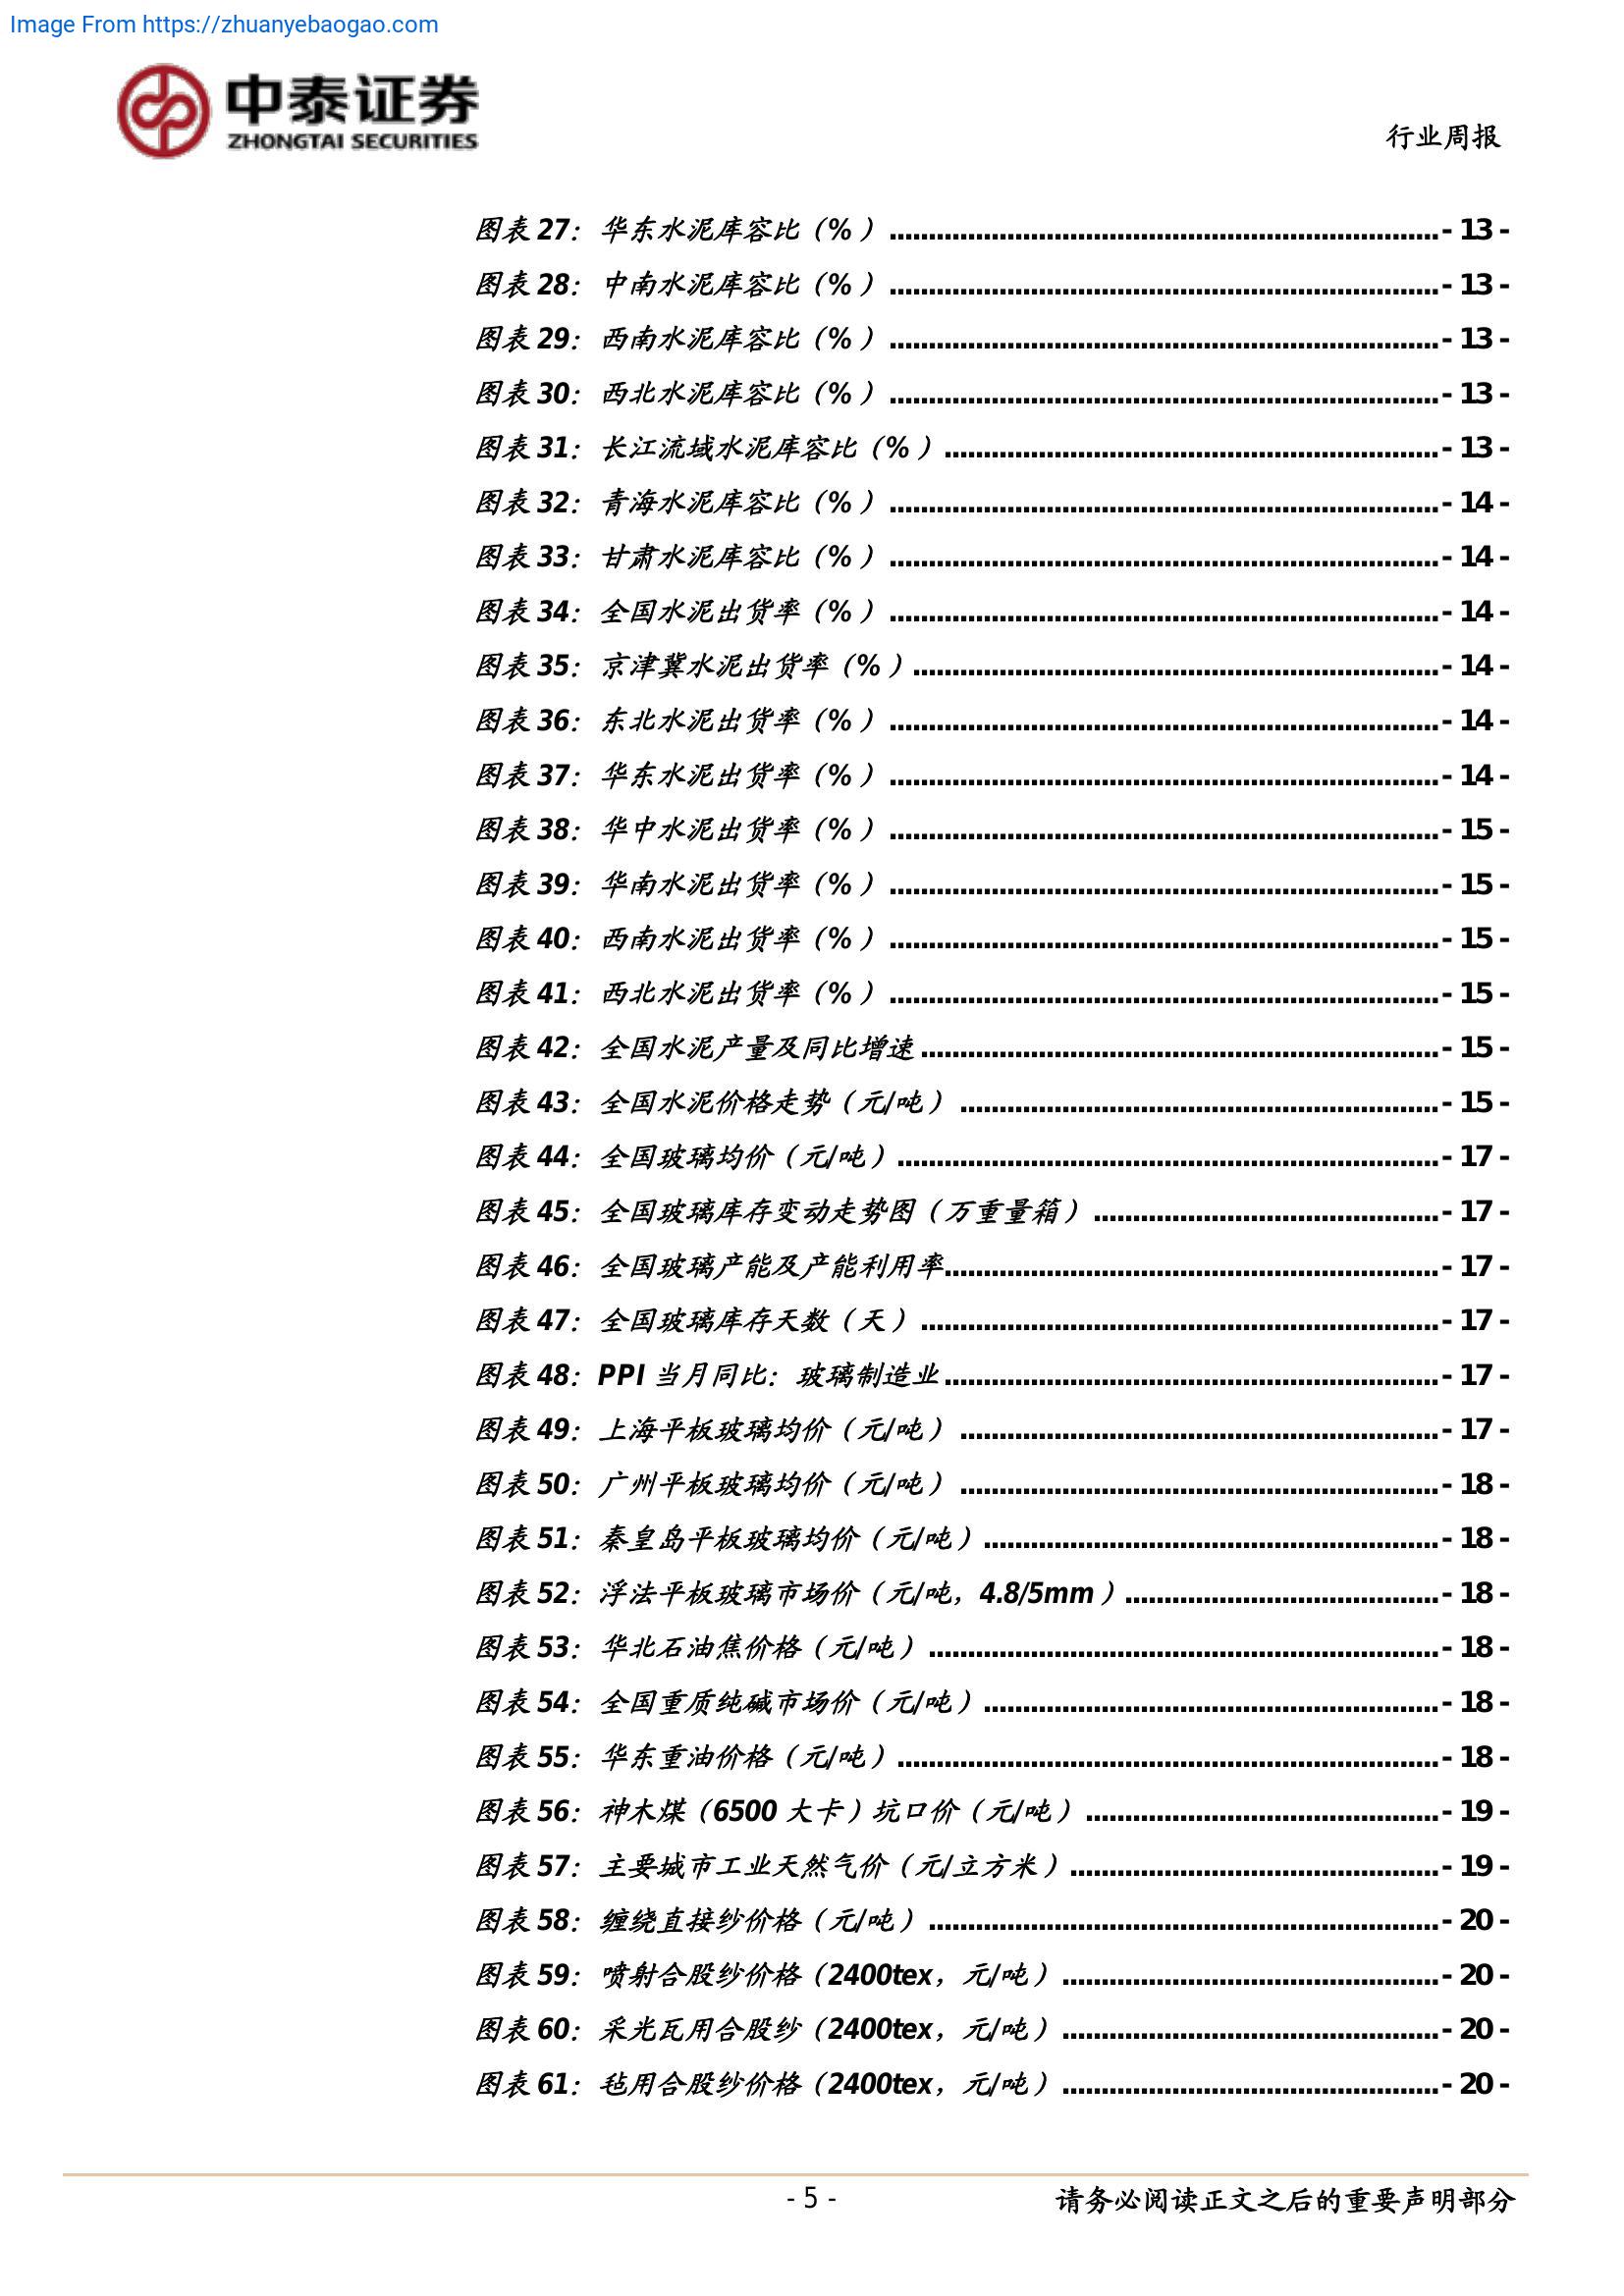 Image From https://zhuanyebaogao.com
中泰证券
ZHONGTAI SECURITIES
行业周报
图表 27：华东水泥库容比（%）........................................................................- 13 -
图表 28：中南水泥库容比（%）........................................................................- 13 -
图表 29：西南水泥库容比（%）........................................................................- 13 -
图表 30：西北水泥库容比（%）........................................................................- 13 -
图表 31：长江流域水泥库容比（%）.................................................................- 13 -
图表 32：青海水泥库容比（%）........................................................................- 14 -
图表 33：甘肃水泥库容比（%）........................................................................- 14 -
图表 34：全国水泥出货率（%）........................................................................- 14 -
图表 35：京津冀水泥出货率（%）.....................................................................- 14 -
图表 36：东北水泥出货率（%）........................................................................- 14 -
图表 37：华东水泥出货率（%）........................................................................- 14 -
图表 38：华中水泥出货率（%）........................................................................- 15 -
图表 39：华南水泥出货率（%）........................................................................- 15 -
图表 40：西南水泥出货率（%）........................................................................- 15 -
图表 41：西北水泥出货率（%）........................................................................- 15 -
图表 42：全国水泥产量及同比增速....................................................................- 15 -
图表 43：全国水泥价格走势（元/吨）...............................................................- 15 -
图表 44：全国玻璃均价（元/吨）.......................................................................- 17 -
图表 45：全国玻璃库存变动走势图（万重量箱）.............................................- 17 -
图表 46：全国玻璃产能及产能利用率.................................................................- 17 -
图表 47：全国玻璃库存天数（天）....................................................................- 17 -
图表 48：PPI 当月同比：玻璃制造业.................................................................- 17 -
图表 49：上海平板玻璃均价（元/吨）...............................................................- 17 -
图表 50：广州平板玻璃均价（元/吨）...............................................................- 18 -
图表 51：秦皇岛平板玻璃均价（元/吨）............................................................- 18 -
图表 52：浮法平板玻璃市场价（元/吨，4.8/5mm）.........................................- 18 -
图表 53：华北石油焦价格（元/吨）...................................................................- 18 -
图表 54：全国重质纯碱市场价（元/吨）............................................................- 18 -
图表 55：华东重油价格（元/吨）.......................................................................- 18 -
图表 56：神木煤（6500 大卡）坑口价（元/吨）..............................................- 19 -
图表 57：主要城市工业天然气价（元/立方米）................................................- 19 -
图表 58：缠绕直接纱价格（元/吨）...................................................................- 20 -
图表 59：喷射合股纱价格（2400tex，元/吨）.................................................- 20 -
图表 60：采光瓦用合股纱（2400tex，元/吨）.................................................- 20 -
图表 61：毡用合股纱价格（2400tex，元/吨）.................................................- 20 -
- 5 -
请务必阅读正文之后的重要声明部分